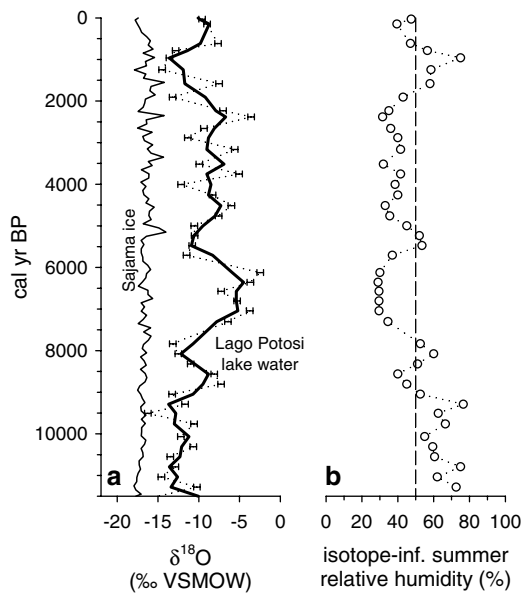 0
2000
4000
6000
8000
10000
cal yr BP
Sajama ice
Lago Potosi
lake water
a
-20 -15 -10 -5 0
δ18O
(‰ VSMOW)
b
0 20 40 60 80 100
isotope-inf. summer
relative humidity (%)